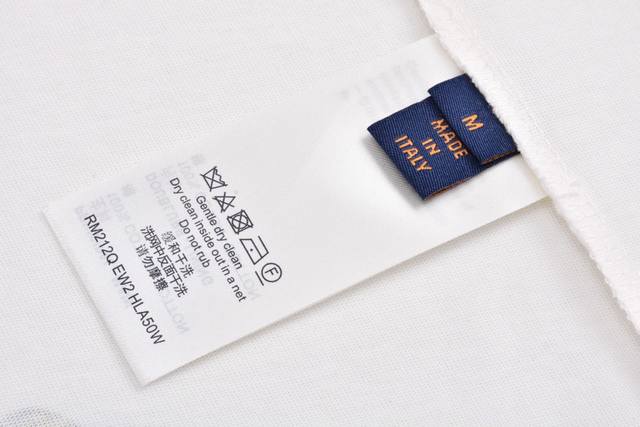 M
MADE
IN
ITALY
F
Gentle dry clean
Dry clean inside out in a net
Do not rub
缓和干洗
洗网中反面干洗
请勿摩擦
RM212Q EW2 HLA50W